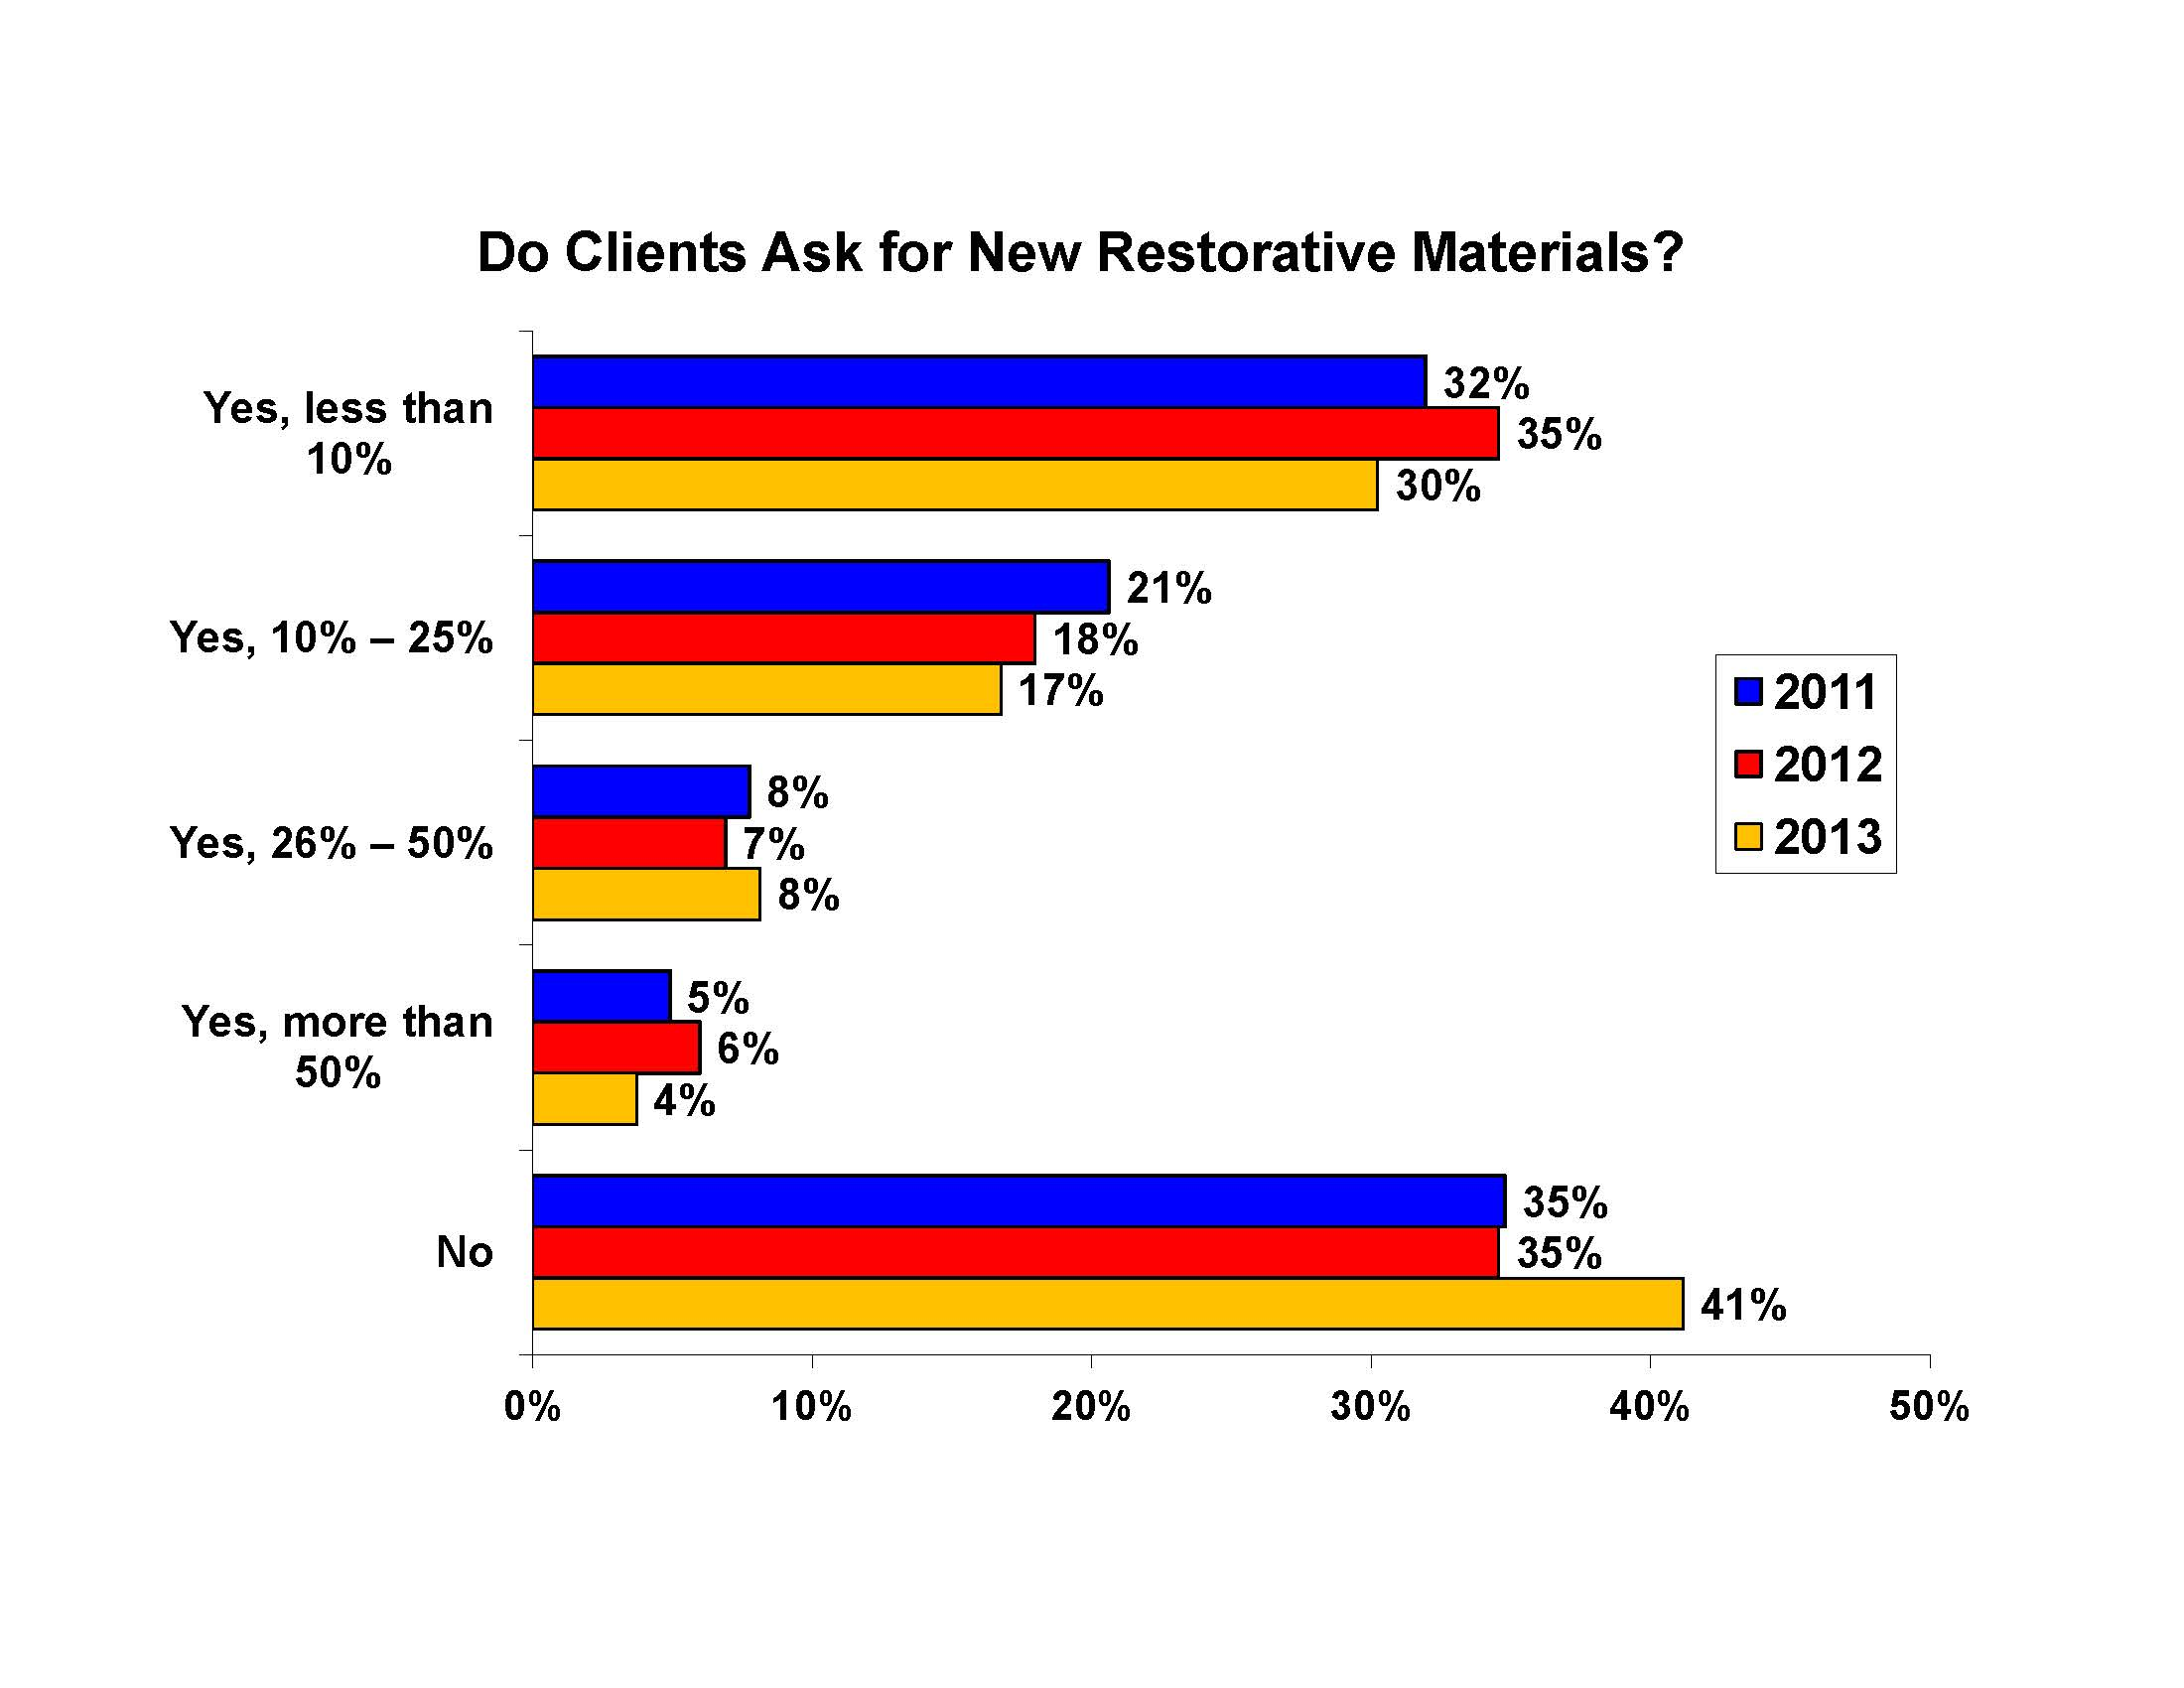 Do Clients Ask for New Restorative Materials?
Yes, less than
10%
32%
35%
30%
Yes, 10% – 25%
21%
18%
17%
Yes, 26% – 50%
8%
7%
8%
Yes, more than
50%
5%
6%
4%
No
35%
35%
41%
2011
2012
2013
0% 10% 20% 30% 40% 50%